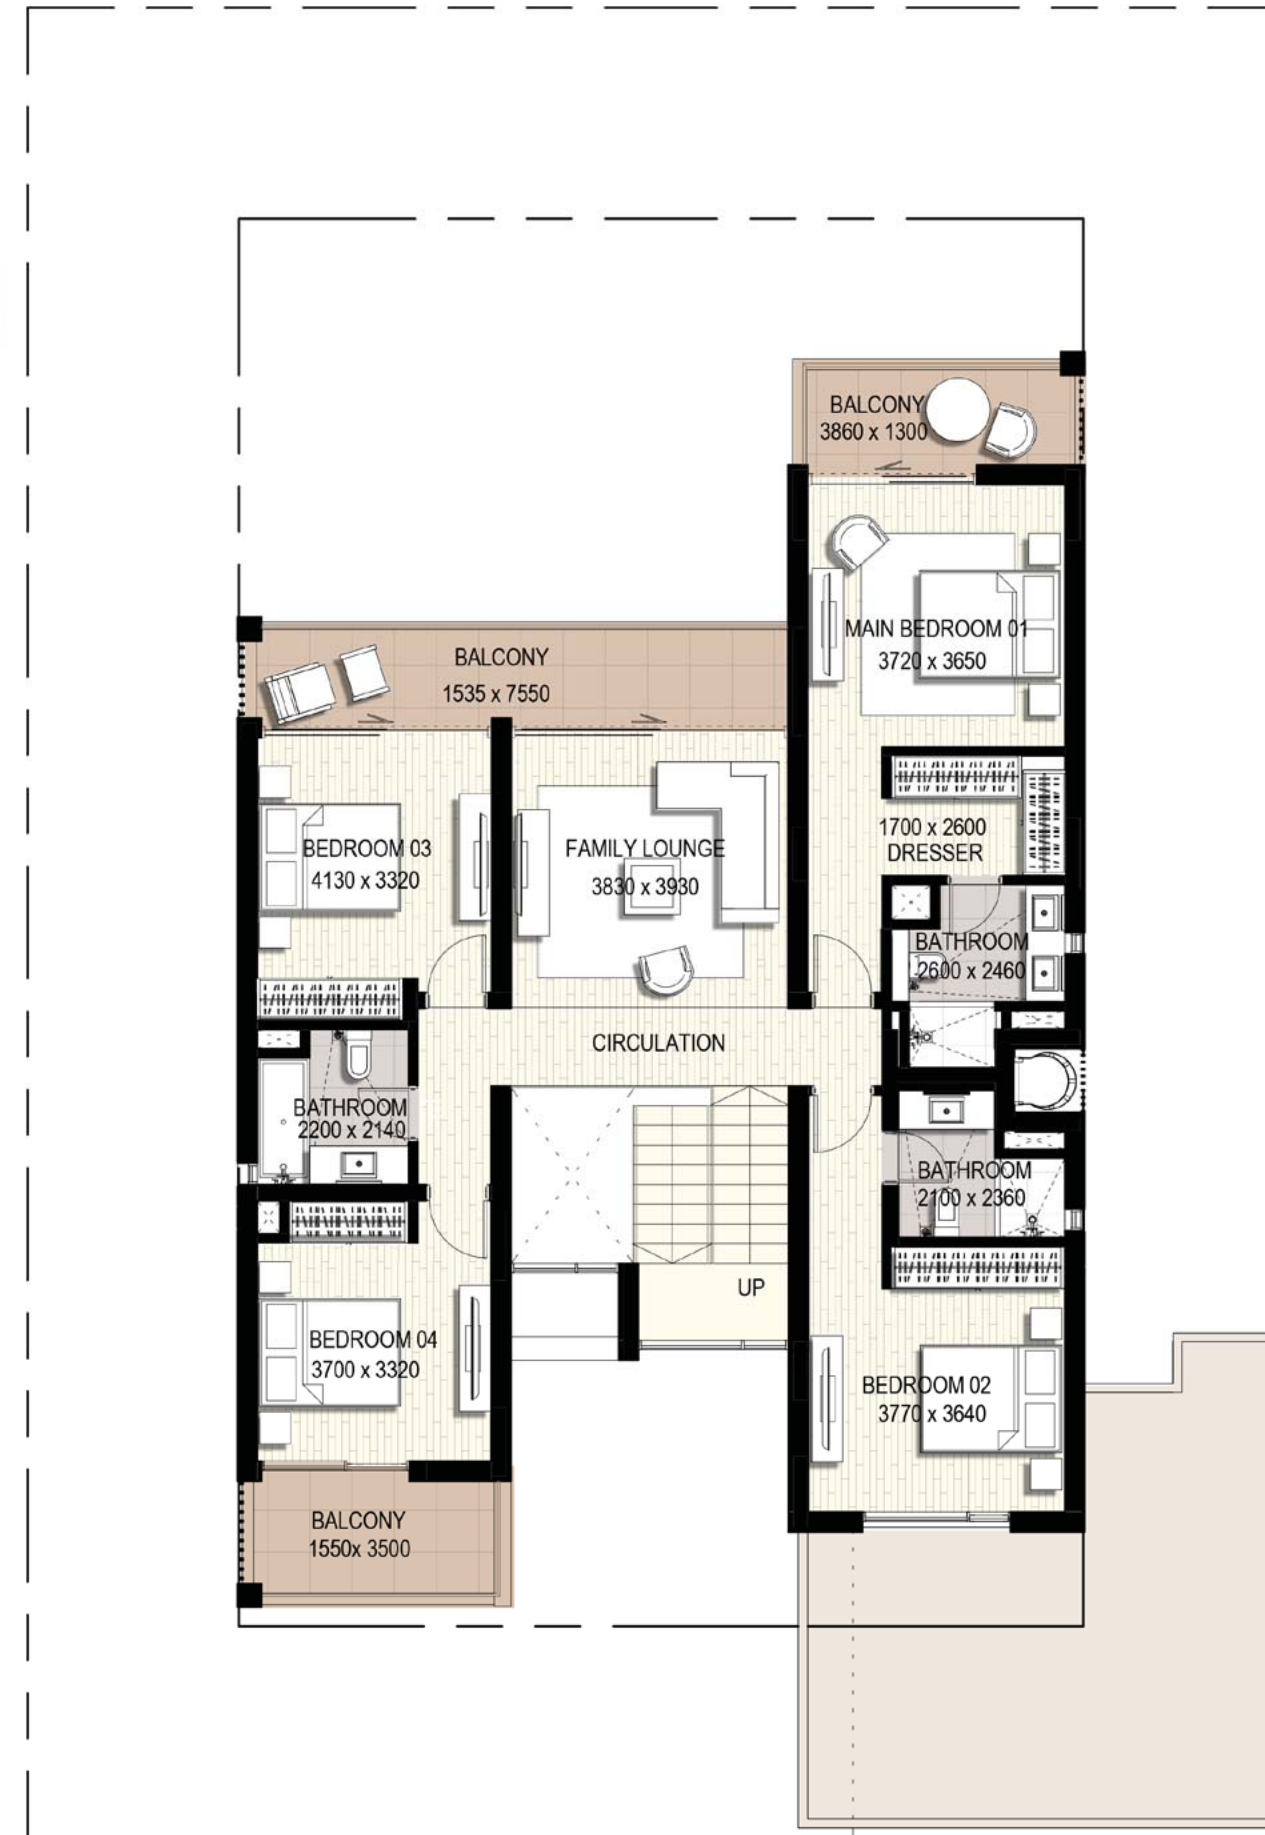 BALCONY
3860 x 1300
MAIN BEDROOM 01
3720 x 3650
BALCONY
1535 x 7550
BEDROOM 03
4130 x 3320
FAMILY LOUNGE
3830 x 3930
1700 x 2600
DRESSER
BATHROOM
2600 x 2460
CIRCULATION
BATHROOM
2200 x 2140
BATHROOM
2100 x 2360
UP
BEDROOM 04
3700 x 3320
BEDROOM 02
3770 x 3640
BALCONY
1550x 3500